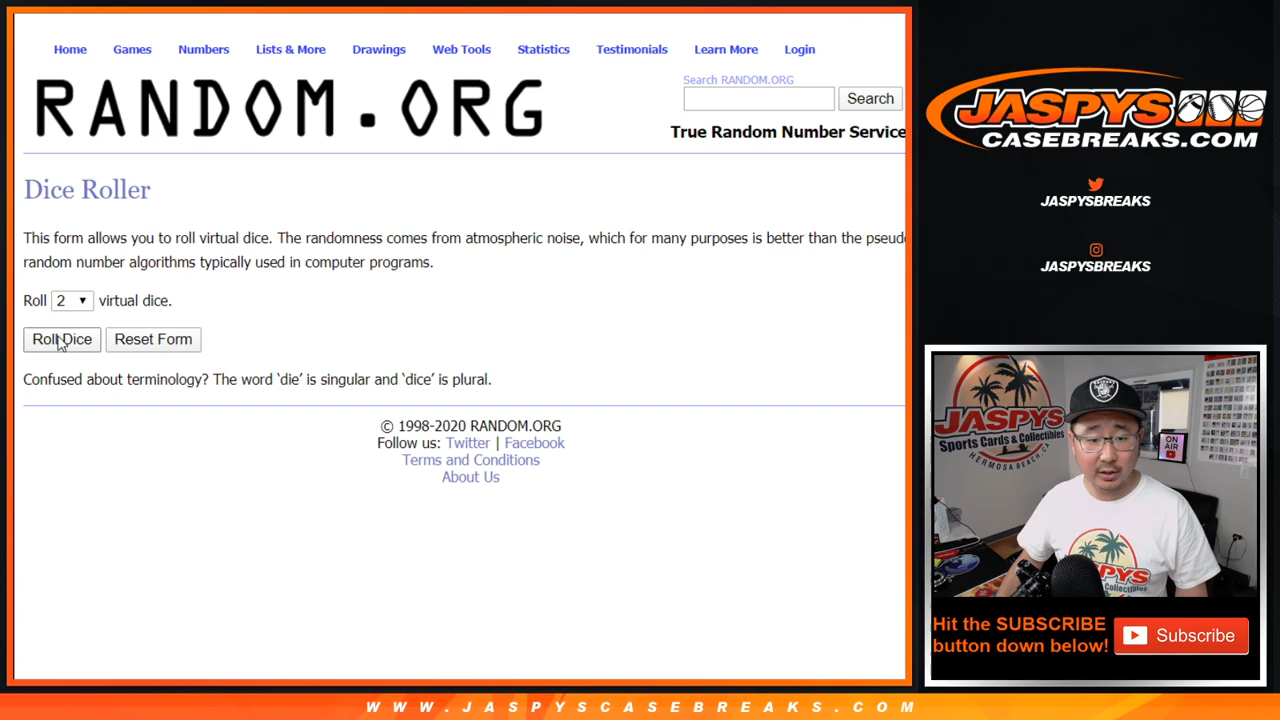 Home Games Numbers Lists & More Drawings Web Tools Statistics Testimonials Learn More Login
RANDOM.ORG
Search RANDOM.ORG
Search
True Random Number Service
Dice Roller
This form allows you to roll virtual dice. The randomness comes from atmospheric noise, which for many purposes is better than the pseudo
random number algorithms typically used in computer programs.
Roll 2 virtual dice.
Roll Dice Reset Form
Confused about terminology? The word ‘die’ is singular and ‘dice’ is plural.
© 1998-2020 RANDOM.ORG
Follow us: Twitter | Facebook
Terms and Conditions
About Us
JASPYS
CASEBREAKS.COM
JASPYSBREAKS
JASPYSBREAKS
JASPYS
Sports Cards & Collectibles
HERMOSA BEACH, CA
RAIDERS
ON
AIR
JASPYS
Hit the SUBSCRIBE
button down below!
Subscribe
WWW.JASPYSCASEBREAKS.COM